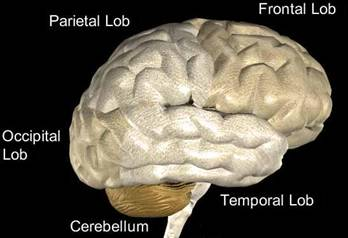 Frontal Lob
Parietal Lob
Occipital
Lob
Temporal Lob
Cerebellum